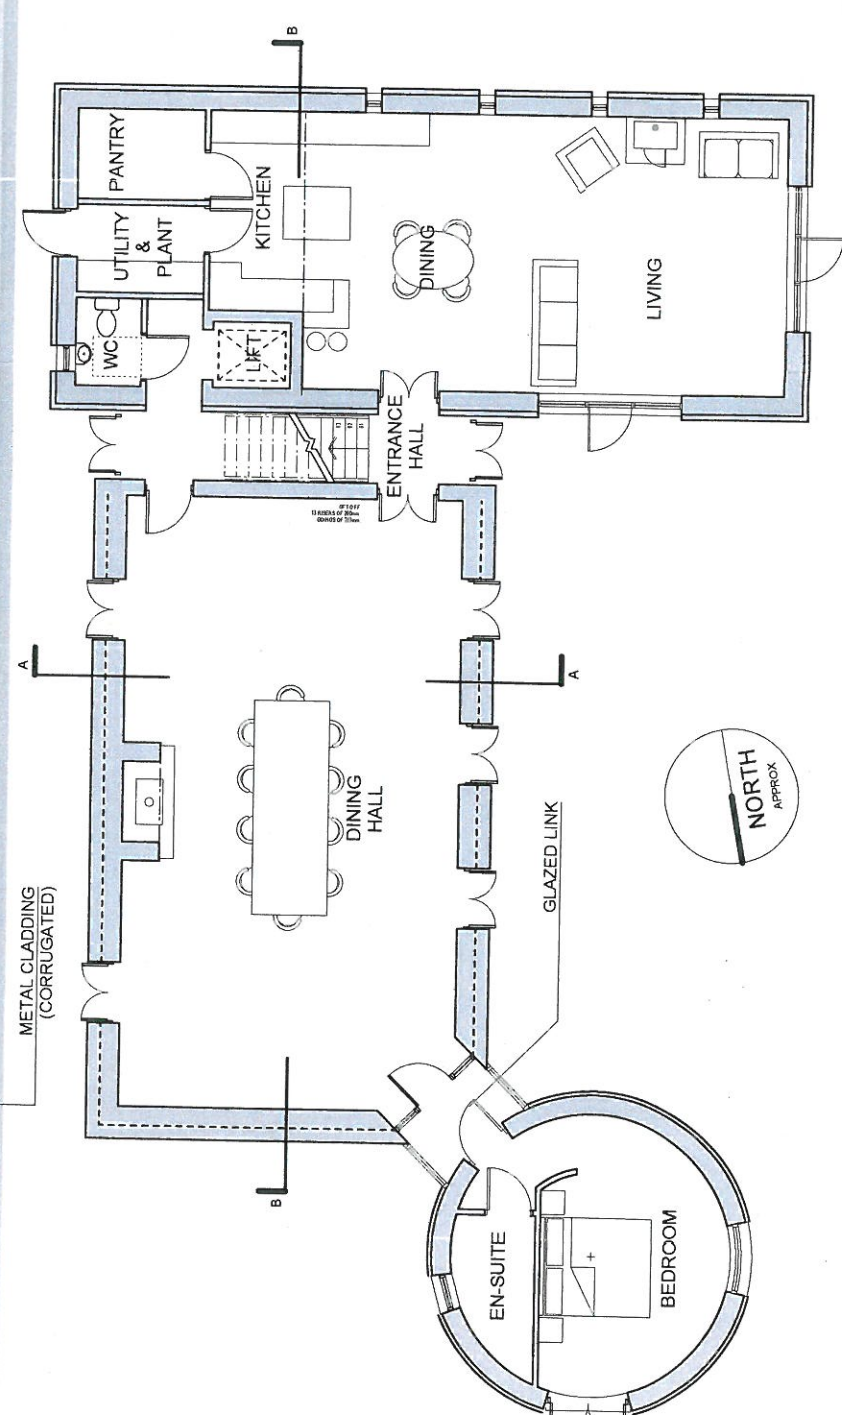 B
PANTRY
UTILITY
&
PLANT
KITCHEN
WC
LIFT
DINING
LIVING
ENTRANCE
HALL
A
A
DINING
HALL
METAL CLADDING
(CORRUGATED)
GLAZED LINK
NORTH
APPROX
B
EN-SUITE
BEDROOM